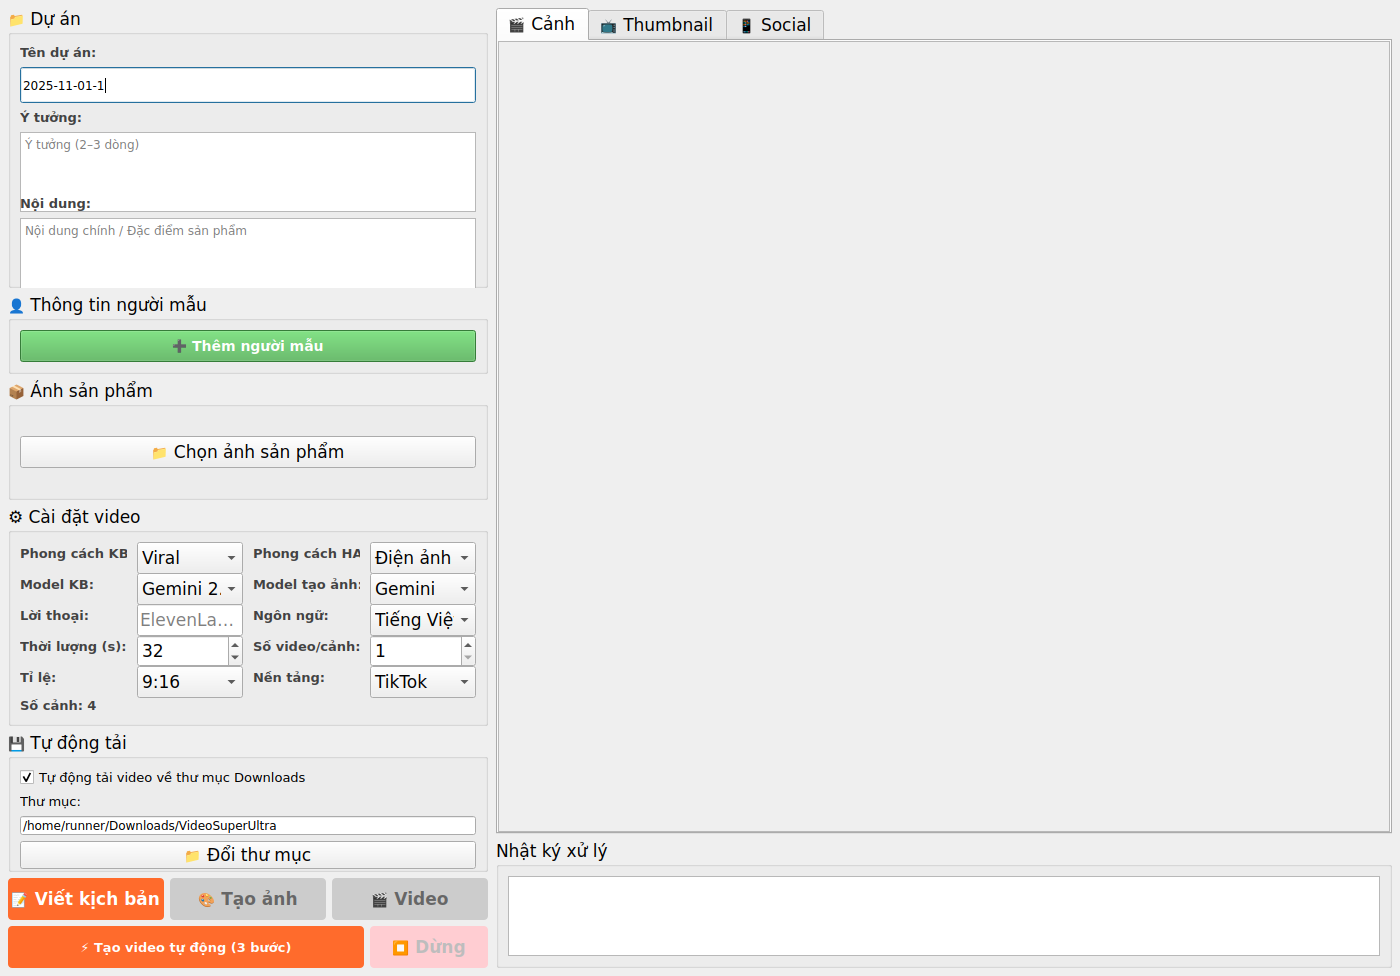 📁 Dự án
Tên dự án:
2025-11-01-1
Ý tưởng:
Ý tưởng (2–3 dòng)
Nội dung:
Nội dung chính / Đặc điểm sản phẩm
👤 Thông tin người mẫu
➕ Thêm người mẫu
📦 Ảnh sản phẩm
📁 Chọn ảnh sản phẩm
⚙ Cài đặt video
Phong cách KB Viral Phong cách HA Điện ảnh
Model KB: Gemini 2. Model tạo ảnh: Gemini
Lời thoại: ElevenLa... Ngôn ngữ: Tiếng Việ
Thời lượng (s): 32 Số video/cảnh: 1
Tỉ lệ: 9:16 Nền tảng: TikTok
Số cảnh: 4
💾 Tự động tải
Tự động tải video về thư mục Downloads
Thư mục:
/home/runner/Downloads/VideoSuperUltra
📁 Đổi thư mục
📝 Viết kịch bản 🎨 Tạo ảnh 🎬 Video
⚡ Tạo video tự động (3 bước) ⏹ Dừng
🎬 Cảnh 📺 Thumbnail 📱 Social
Nhật ký xử lý